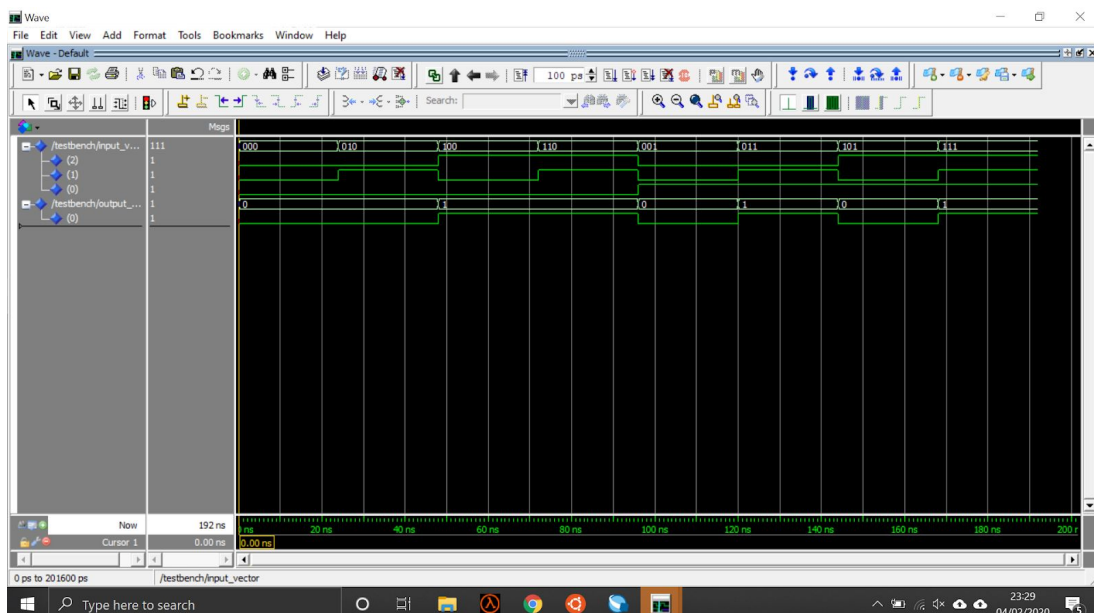 Wave
File Edit View Add Format Tools Bookmarks Window Help
Wave - Default
100 ps
Search:
Msgs
/testbench/input_v... 111 000 010 100 110 001 011 101 111
(2) 1
(1) 1
(0) 1
/testbench/output_... 1 0 1 0 1 0 1
(0) 1
Now 192 ns ns 20 ns 40 ns 60 ns 80 ns 100 ns 120 ns 140 ns 160 ns 180 ns 200 r
Cursor 1 0.00 ns 0.00 ns
0 ps to 201600 ps /testbench/input_vector
Type here to search
23:29
04/02/2020
5